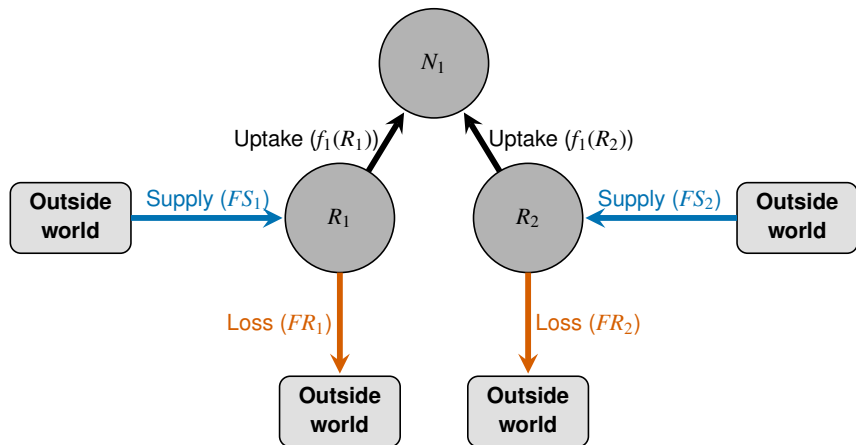 N₁
Uptake (f₁(R₁))
Uptake (f₁(R₂))
Outside
world
Supply (FS₁)
R₁
R₂
Supply (FS₂)
Outside
world
Loss (FR₁)
Loss (FR₂)
Outside
world
Outside
world